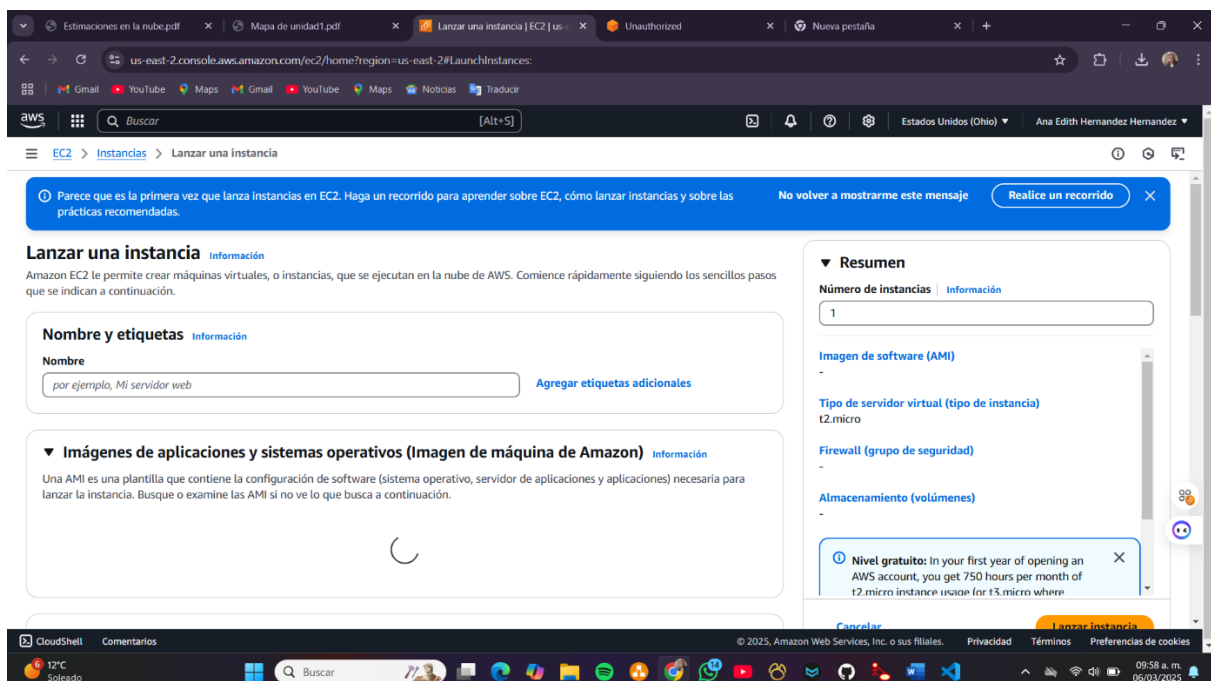 Estimaciones en la nube.pdf
Mapa de unidad1.pdf
Lanzar una instancia | EC2 | us-
Unauthorized
Nueva pestaña
us-east-2.console.aws.amazon.com/ec2/home?region=us-east-2#LaunchInstances:
Gmail YouTube Maps Gmail YouTube Maps Noticias Traducir
aws Buscar [Alt+S] Estados Unidos (Ohio) Ana Edith Hernandez Hernandez
EC2 > Instancias > Lanzar una instancia
Parece que es la primera vez que lanza instancias en EC2. Haga un recorrido para aprender sobre EC2, cómo lanzar instancias y sobre las
prácticas recomendadas.
No volver a mostrarme este mensaje
Realice un recorrido
Lanzar una instancia Información
Amazon EC2 le permite crear máquinas virtuales, o instancias, que se ejecutan en la nube de AWS. Comience rápidamente siguiendo los sencillos pasos
que se indican a continuación.
Nombre y etiquetas Información
Nombre
por ejemplo, Mi servidor web
Agregar etiquetas adicionales
Imágenes de aplicaciones y sistemas operativos (Imagen de máquina de Amazon) Información
Una AMI es una plantilla que contiene la configuración de software (sistema operativo, servidor de aplicaciones y aplicaciones) necesaria para
lanzar la instancia. Busque o examine las AMI si no ve lo que busca a continuación.
Resumen
Número de instancias | Información
1
Imagen de software (AMI)
-
Tipo de servidor virtual (tipo de instancia)
t2.micro
Firewall (grupo de seguridad)
-
Almacenamiento (volúmenes)
-
Nivel gratuito: In your first year of opening an
AWS account, you get 750 hours per month of
t2.micro instance usage (or t3.micro where
Cancelar
Lanzar instancia
CloudShell Comentarios
© 2025, Amazon Web Services, Inc. o sus filiales. Privacidad Términos Preferencias de cookies
6 12°C
Soleado
Buscar
14
09:58 a. m.
06/03/2025